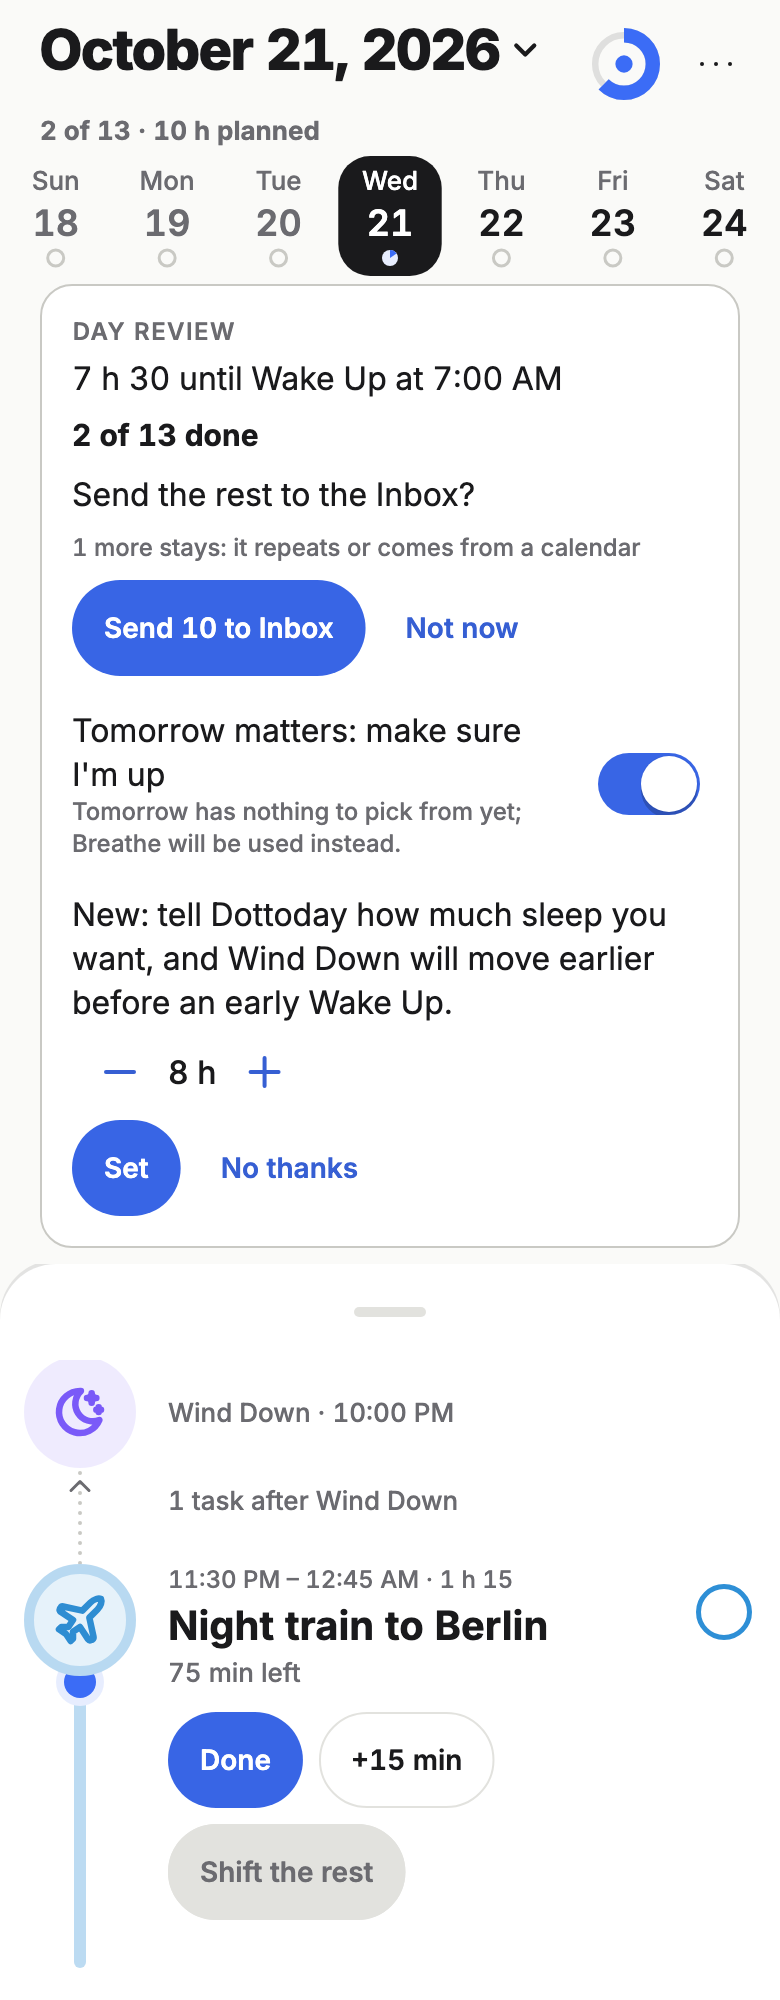 October 21, 2026
...
2 of 13 · 10 h planned
Sun Mon Tue Wed Thu Fri Sat
18 19 20 21 22 23 24
DAY REVIEW
7 h 30 until Wake Up at 7:00 AM
2 of 13 done
Send the rest to the Inbox?
1 more stays: it repeats or comes from a calendar
Send 10 to Inbox Not now
Tomorrow matters: make sure
I'm up
Tomorrow has nothing to pick from yet;
Breathe will be used instead.
New: tell Dottoday how much sleep you
want, and Wind Down will move earlier
before an early Wake Up.
− 8 h +
Set No thanks
Wind Down · 10:00 PM
1 task after Wind Down
11:30 PM – 12:45 AM · 1 h 15
Night train to Berlin
75 min left
Done +15 min
Shift the rest